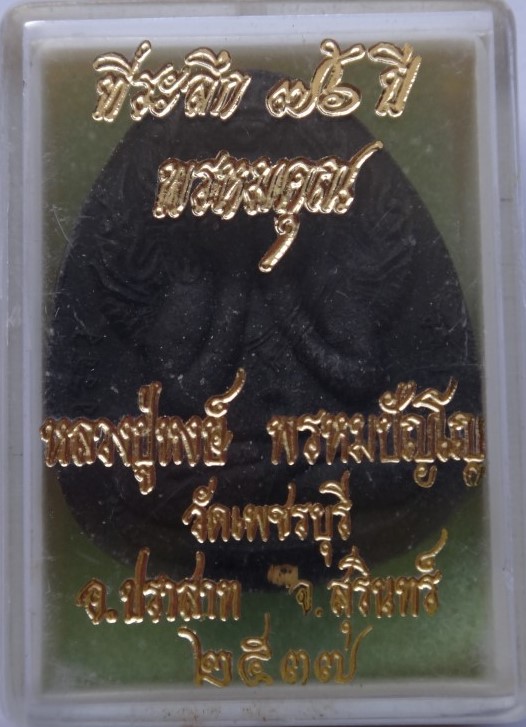 ที่ระลึก ๗๖ ปี
พรหมคุณ
หลวงปู่หงษ์ พรหมปัญโญ
วัดเพชรบุรี
อ.ปราสาท จ.สุรินทร์
๒๕๓๗